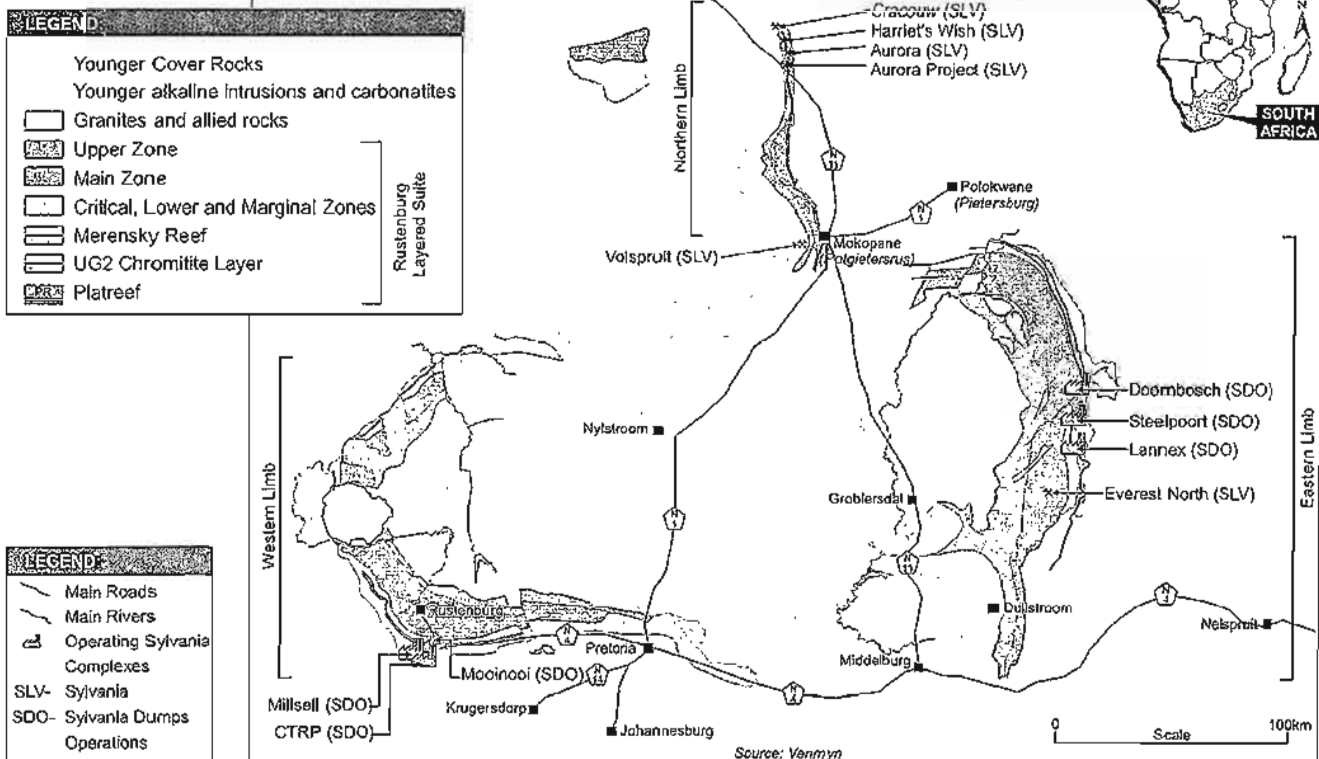 LEGEND
Younger Cover Rocks
Younger alkaline intrusions and carbonatites
Granites and allied rocks
Upper Zone
Main Zone
Critical, Lower and Marginal Zones
Merensky Reef
UG2 Chromitite Layer
Platreef
Rustenburg
Layered Suite
Northern Limb
Cracouw (SLV)
Harriet's Wish (SLV)
Aurora (SLV)
Aurora Project (SLV)
SOUTH
AFRICA
Polokwane
(Pietersburg)
Mokopane
Volspruit (SLV)
Western Limb
Nylstroom
Groblersdal
Doornbosch (SDO)
Steelpoort (SDO)
Lannex (SDO)
Everest North (SLV)
Eastern Limb
Rustenburg
Dullstroom
Nelspruit
Pretoria
Middelburg
Mooinooi (SDO)
Millsell (SDO)
CTRP (SDO)
Krugersdorp
Johannesburg
LEGEND
Main Roads
Main Rivers
Operating Sylvania
Complexes
SLV- Sylvania
SDO- Sylvania Dumps
Operations
0 100km
Scale
Source: Venmyn